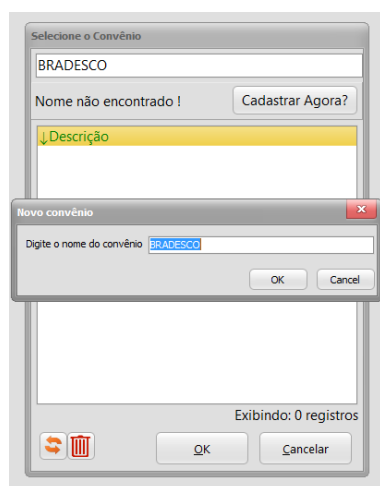 Selecione o Convênio
BRADESCO
Nome não encontrado !
Cadastrar Agora?
↓Descrição
Novo convênio
Digite o nome do convênio BRADESCO
OK
Cancel
Exibindo: 0 registros
OK
Cancelar